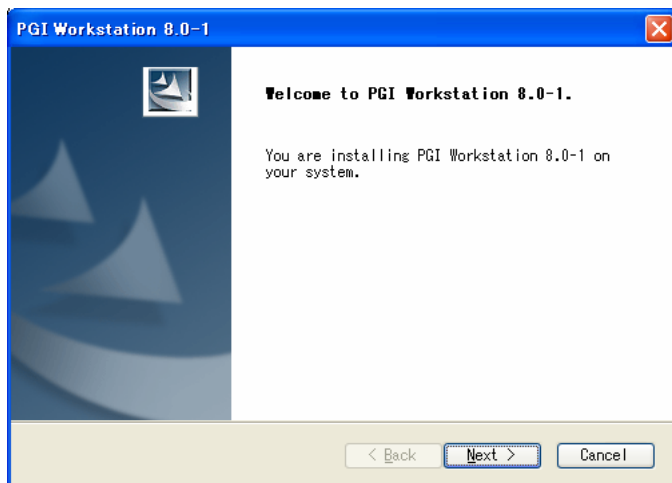 PGI Workstation 8.0-1
Welcome to PGI Workstation 8.0-1.
You are installing PGI Workstation 8.0-1 on
your system.
< Back
Next >
Cancel